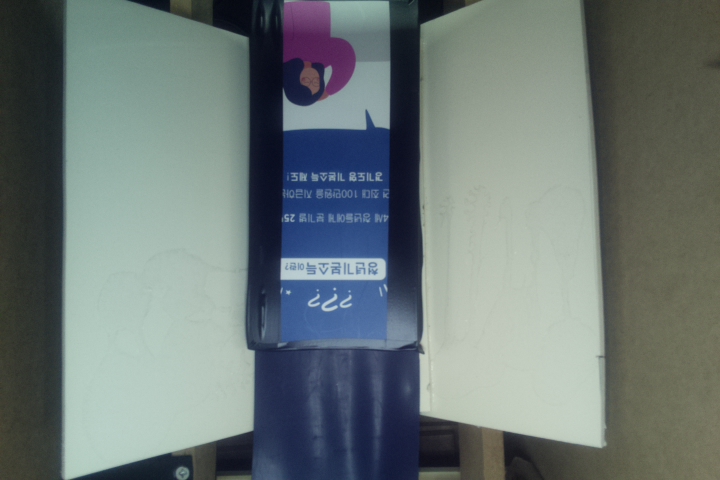 ???
청년기본소득이란?
4세 청년들에게 분기별 25
건 최대 100만원을 지급하는
경기도형 기본소득 제도!